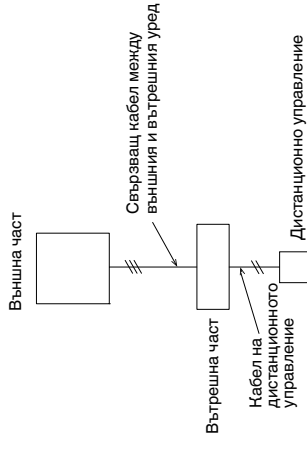 Външна част
Свързващ кабел между
външния и вътрешния уред
Вътрешна част
Кабел на
дистанционното
управление
Дистанционно управление